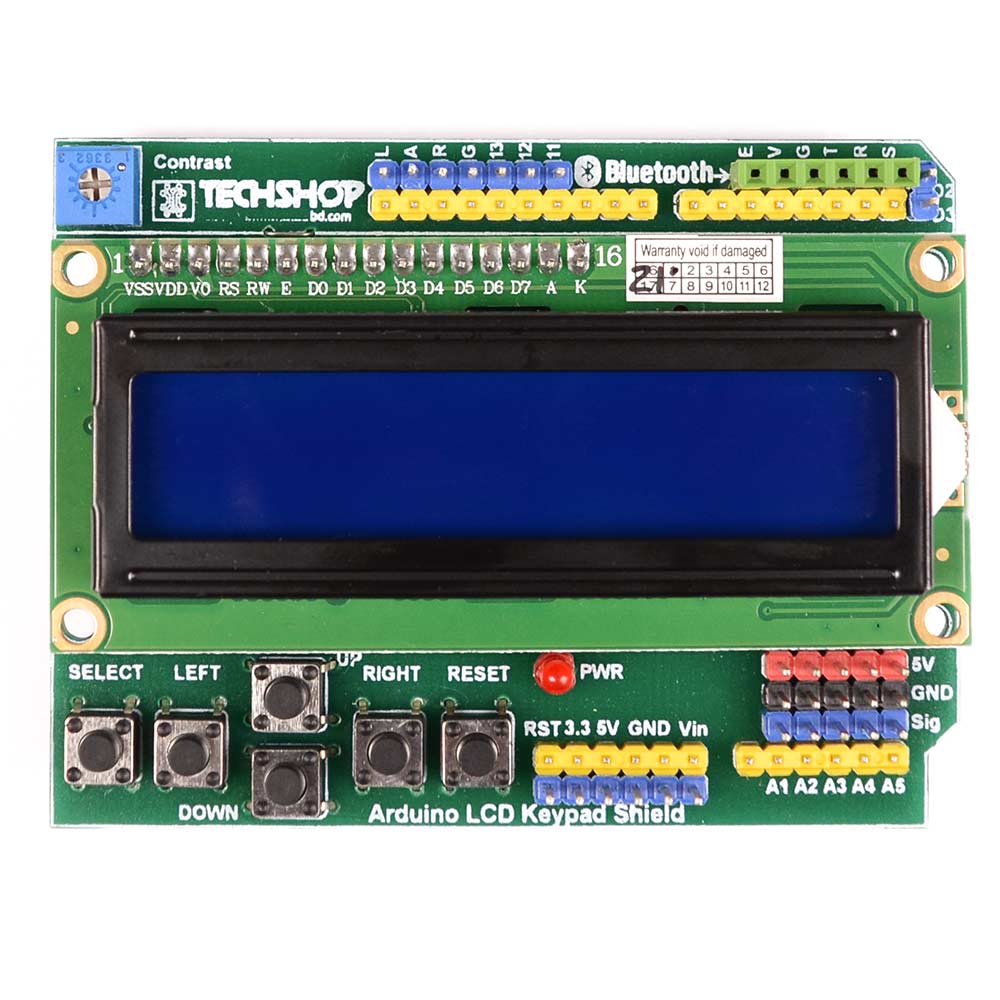 1 3362 3
Contrast
TECHSHOP
bd.com
L A R G 13 12 11
Bluetooth
E V G T R S
D2
D3
1
16
VSS VDD V0 RS RW E D0 D1 D2 D3 D4 D5 D6 D7 A K
Warranty void if damaged
21
2 3 4 5 6
7 8 9 10 11 12
SELECT LEFT UP RIGHT RESET
PWR
5V
GND
Sig
RST 3.3 5V GND Vin
A1 A2 A3 A4 A5
DOWN
Arduino LCD Keypad Shield